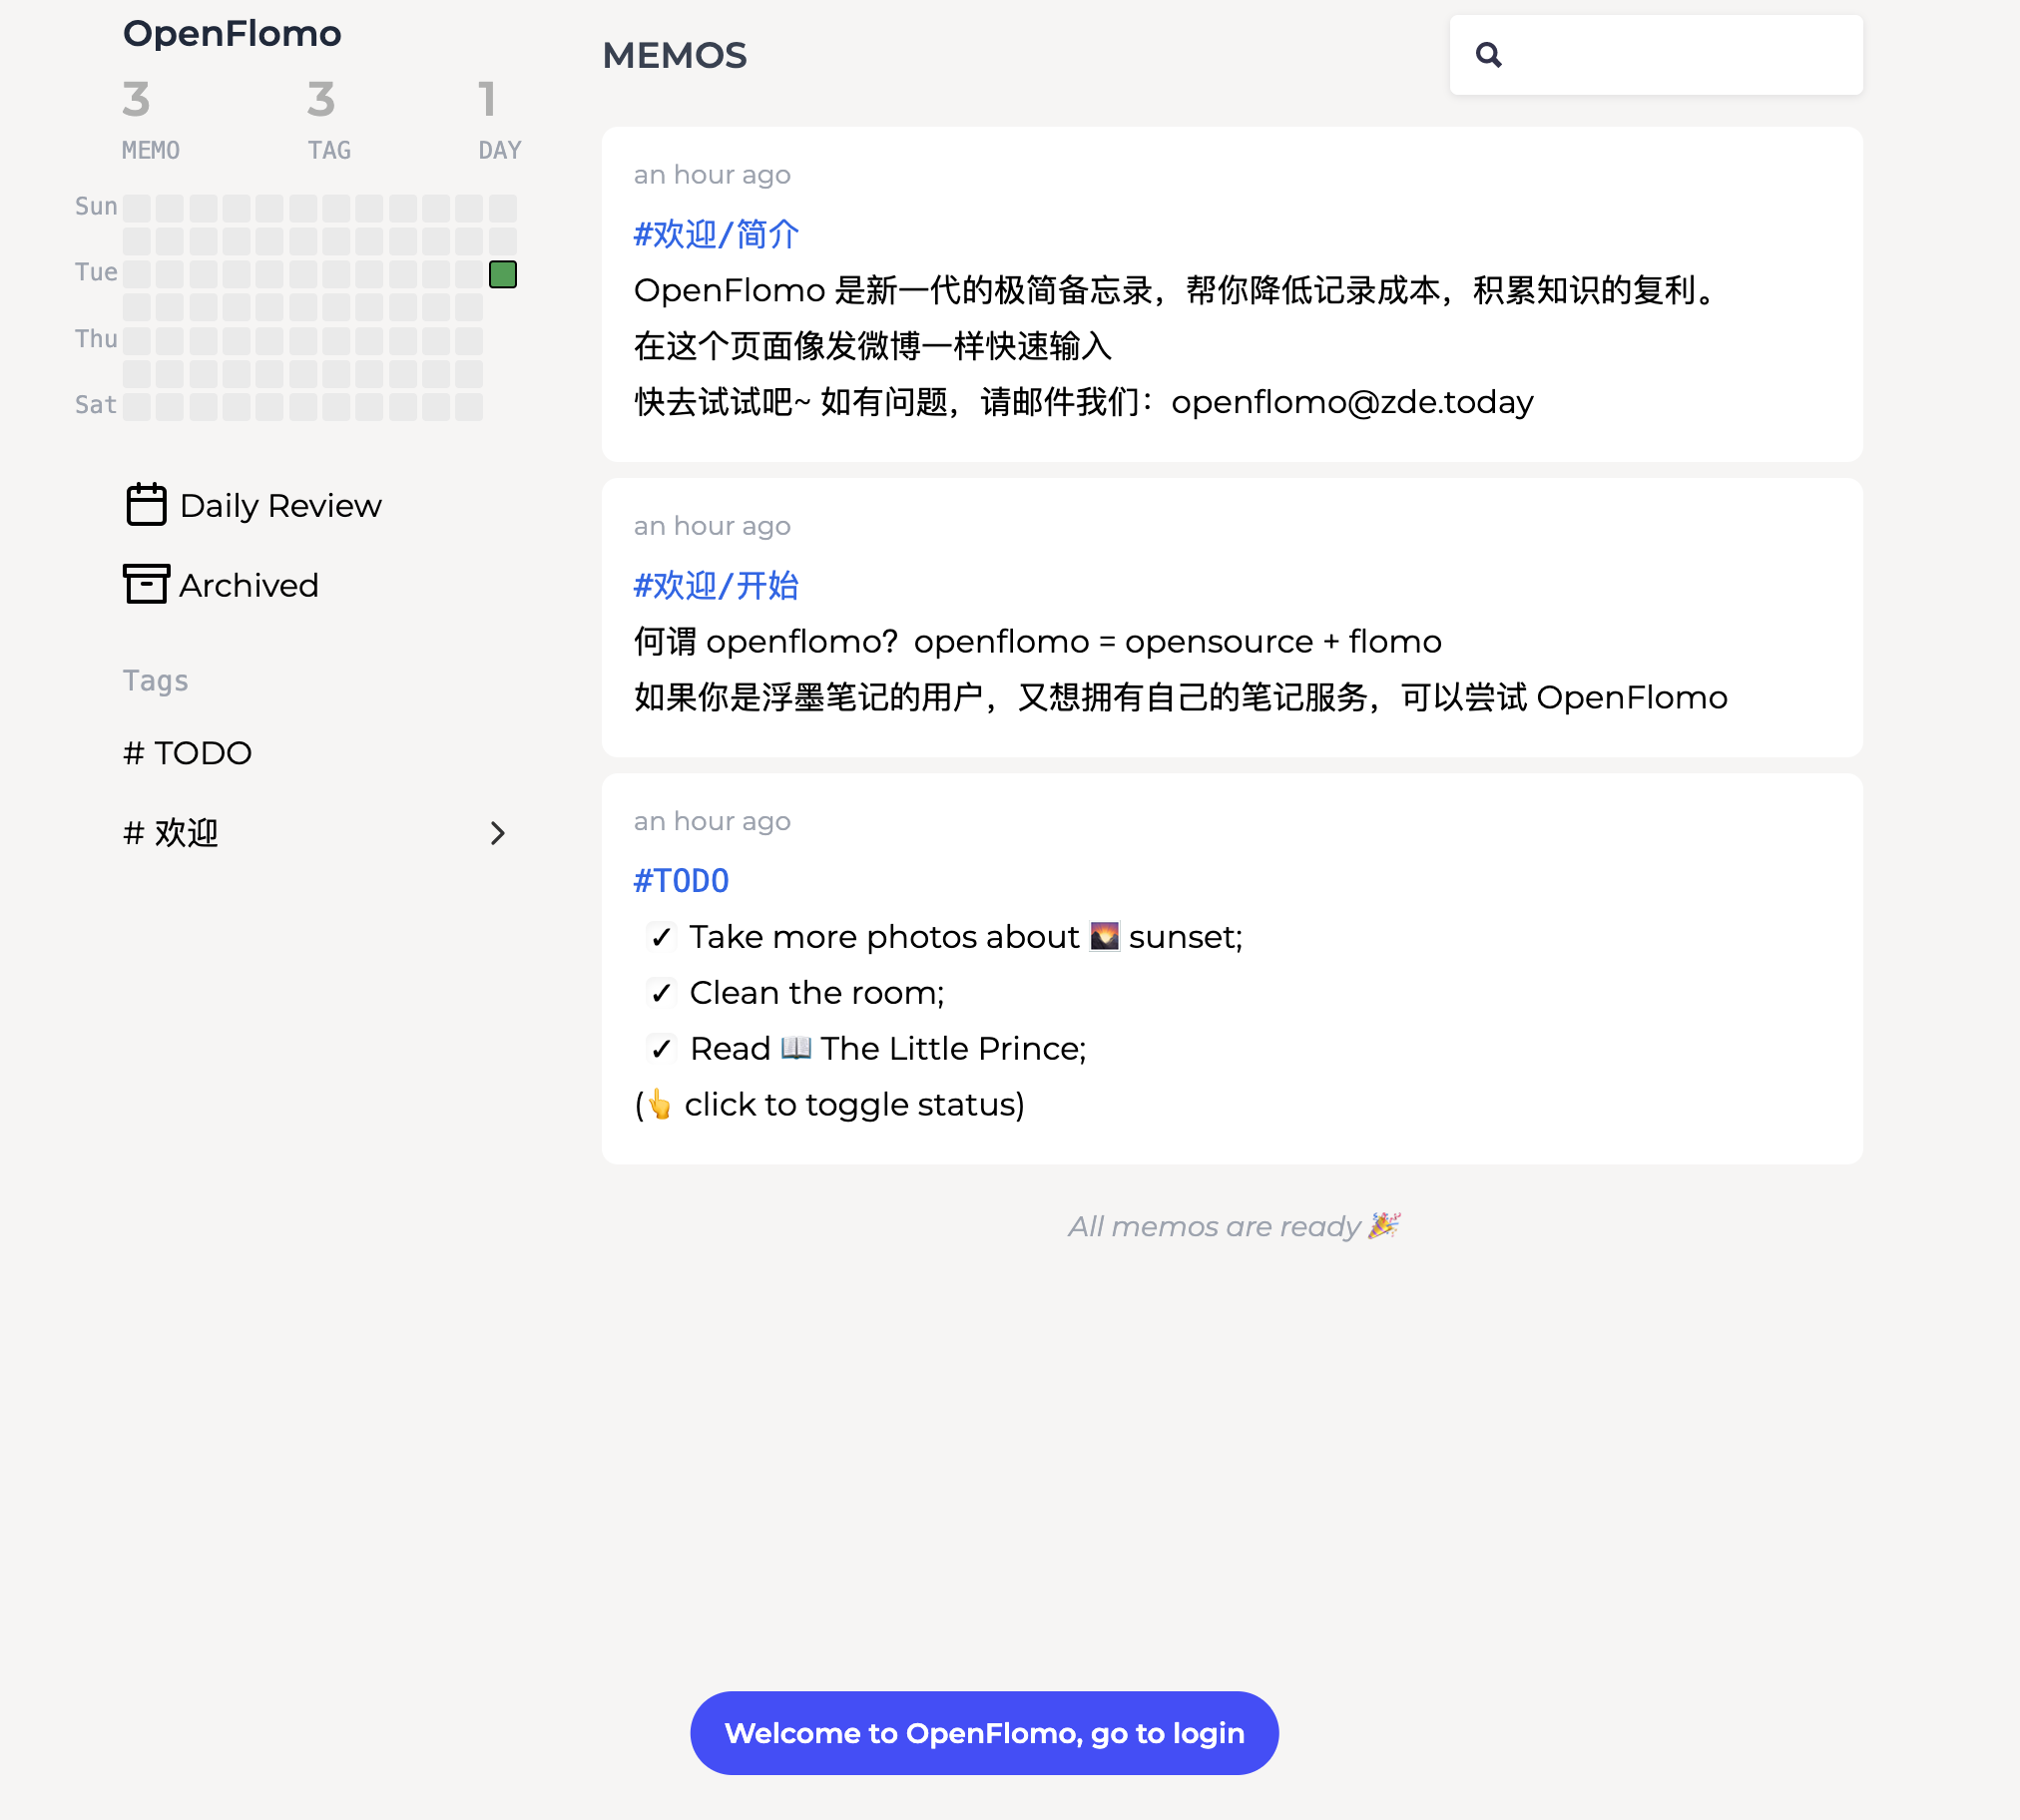 OpenFlomo
3 3 1
MEMO TAG DAY
Sun
Tue
Thu
Sat
Daily Review
Archived
Tags
# TODO
# 欢迎
MEMOS
an hour ago
#欢迎/简介
OpenFlomo 是新一代的极简备忘录，帮你降低记录成本，积累知识的复利。
在这个页面像发微博一样快速输入
快去试试吧~ 如有问题，请邮件我们：openflomo@zde.today
an hour ago
#欢迎/开始
何谓 openflomo？openflomo = opensource + flomo
如果你是浮墨笔记的用户，又想拥有自己的笔记服务，可以尝试 OpenFlomo
an hour ago
#TODO
✓ Take more photos about 🌄 sunset;
✓ Clean the room;
✓ Read 📖 The Little Prince;
(👆 click to toggle status)
All memos are ready 🎉
Welcome to OpenFlomo, go to login